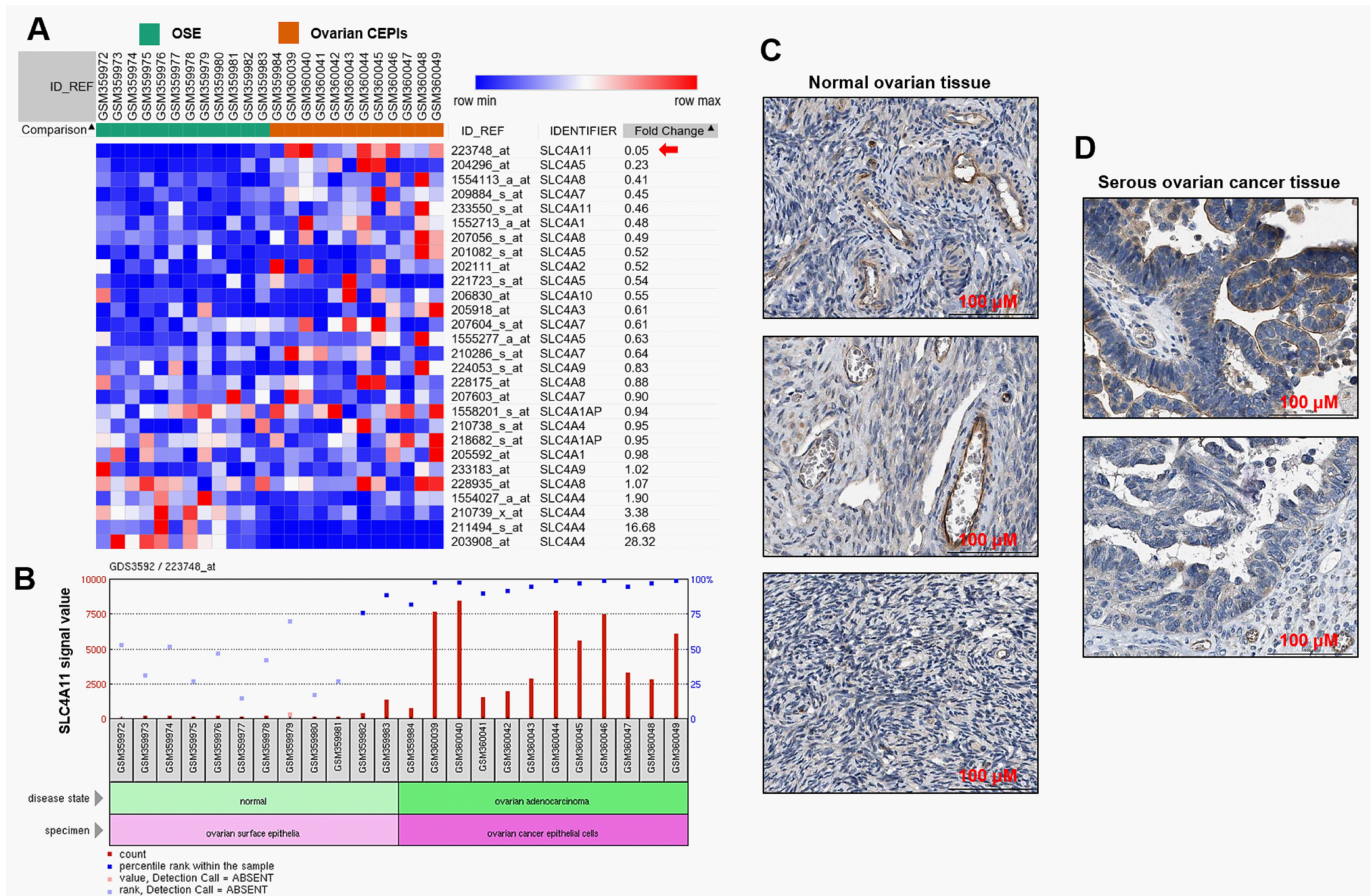 A
OSE
Ovarian CEPIs
ID_REF
GSM359972
GSM359973
GSM359974
GSM359975
GSM359976
GSM359977
GSM359978
GSM359979
GSM359980
GSM359981
GSM359982
GSM359983
GSM359984
GSM360039
GSM360040
GSM360041
GSM360042
GSM360043
GSM360044
GSM360045
GSM360046
GSM360047
GSM360048
GSM360049
row min row max
Comparison ID_REF IDENTIFIER Fold Change
223748_at SLC4A11 0.05
204296_at SLC4A5 0.23
1554113_a_at SLC4A8 0.41
209884_s_at SLC4A7 0.45
233550_s_at SLC4A11 0.46
1552713_a_at SLC4A1 0.48
207056_s_at SLC4A8 0.49
201082_s_at SLC4A5 0.52
202111_at SLC4A2 0.52
221723_s_at SLC4A5 0.54
206830_at SLC4A10 0.55
205918_at SLC4A3 0.61
207604_s_at SLC4A7 0.61
1555277_a_at SLC4A5 0.63
210286_s_at SLC4A7 0.64
224053_s_at SLC4A9 0.83
228175_at SLC4A8 0.88
207603_at SLC4A7 0.90
1558201_s_at SLC4A1AP 0.94
210738_s_at SLC4A4 0.95
218682_s_at SLC4A1AP 0.95
205592_at SLC4A1 0.98
233183_at SLC4A9 1.02
228935_at SLC4A8 1.07
1554027_a_at SLC4A4 1.90
210739_x_at SLC4A4 3.38
211494_s_at SLC4A4 16.68
203908_at SLC4A4 28.32
B
GDS3592 / 223748_at
SLC4A11 signal value
10000 100%
7500 75
5000 50
2500 25
0 0
GSM359972
GSM359973
GSM359974
GSM359975
GSM359976
GSM359977
GSM359978
GSM359979
GSM359980
GSM359981
GSM359982
GSM359983
GSM359984
GSM360039
GSM360040
GSM360041
GSM360042
GSM360043
GSM360044
GSM360045
GSM360046
GSM360047
GSM360048
GSM360049
disease state normal ovarian adenocarcinoma
specimen ovarian surface epithelia ovarian cancer epithelial cells
count
percentile rank within the sample
value, Detection Call = ABSENT
rank, Detection Call = ABSENT
C
Normal ovarian tissue
100 µM
100 µM
100 µM
D
Serous ovarian cancer tissue
100 µM
100 µM